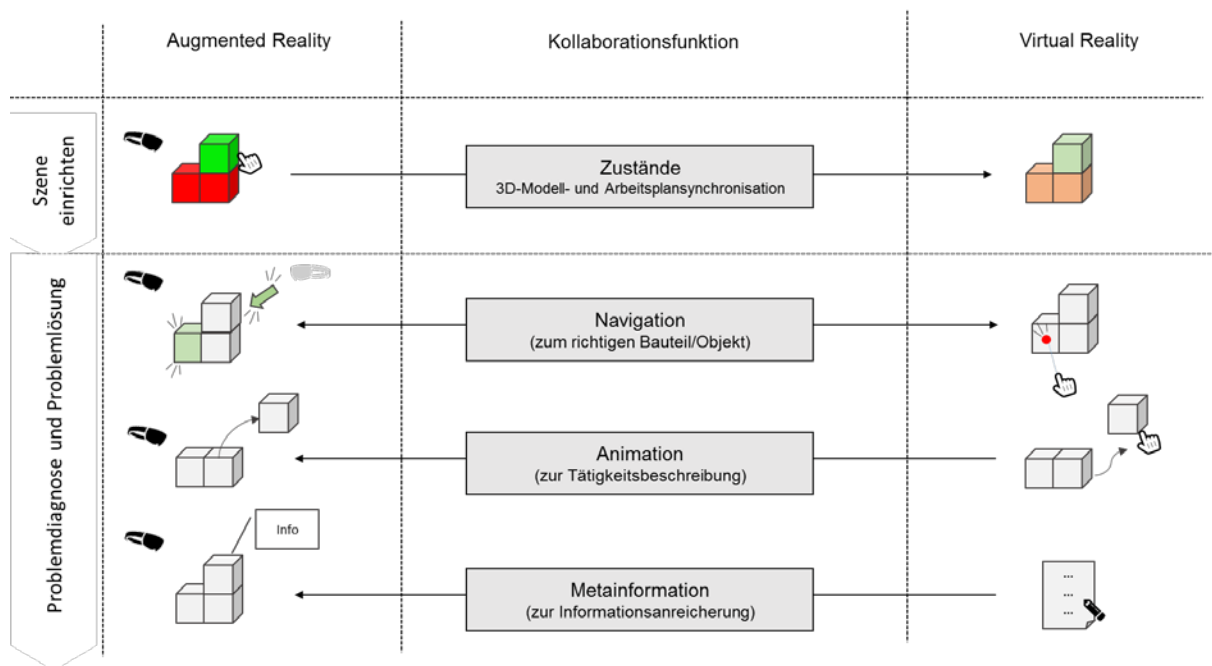 Augmented Reality
Kollaborationsfunktion
Virtual Reality
Szene
einrichten
Zustände
3D-Modell- und Arbeitsplansynchronisation
Problemdiagnose und Problemlösung
Navigation
(zum richtigen Bauteil/Objekt)
Animation
(zur Tätigkeitsbeschreibung)
Info
Metainformation
(zur Informationsanreicherung)
...
...
...